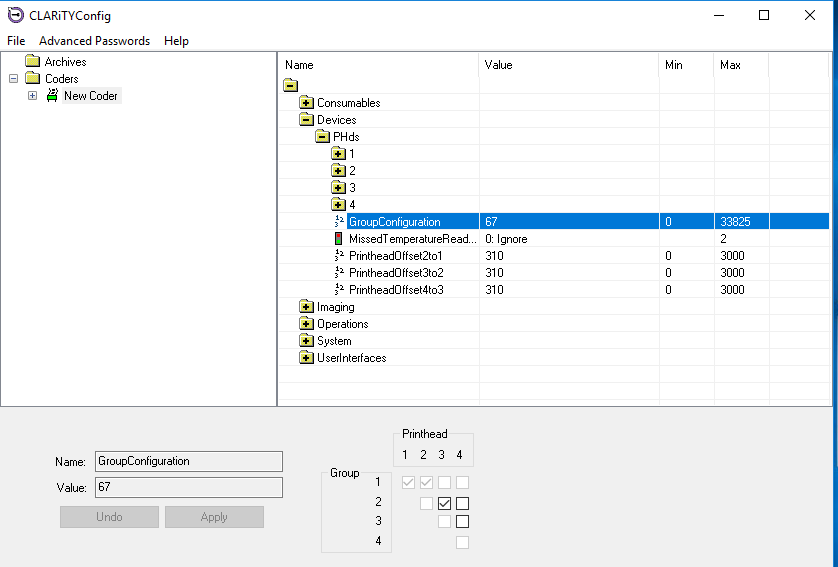 CLARiTYConfig
File Advanced Passwords Help
Archives
Coders
New Coder
Name Value Min Max
Consumables
Devices
PHds
1
2
3
4
GroupConfiguration 67 0 33825
MissedTemperatureRead... 0: Ignore 2
PrintheadOffset2to1 310 0 3000
PrintheadOffset3to2 310 0 3000
PrintheadOffset4to3 310 0 3000
Imaging
Operations
System
UserInterfaces
Name: GroupConfiguration
Value: 67
Undo Apply
Printhead
1 2 3 4
Group
1
2
3
4